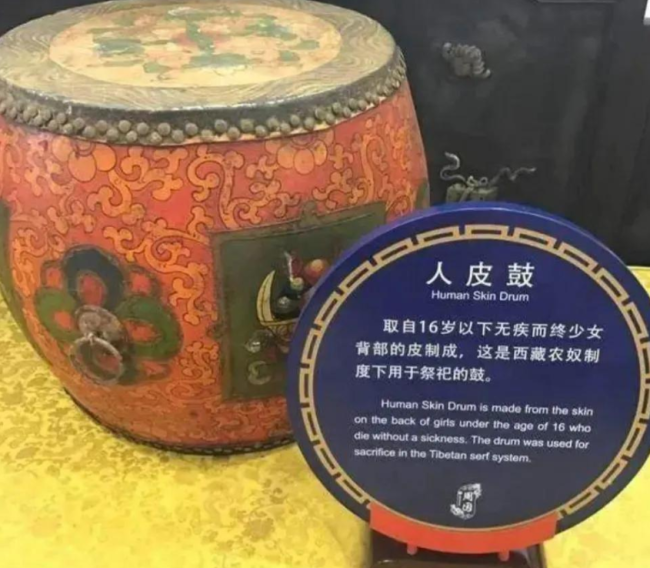 人皮鼓
Human Skin Drum
取自16岁以下无疾而终少女
背部的皮制成，这是西藏农奴制
度下用于祭祀的鼓。
Human Skin Drum is made from the skin
on the back of girls under the age of 16 who
die without a sickness. The drum was used for
sacrifice in the Tibetan serf system.